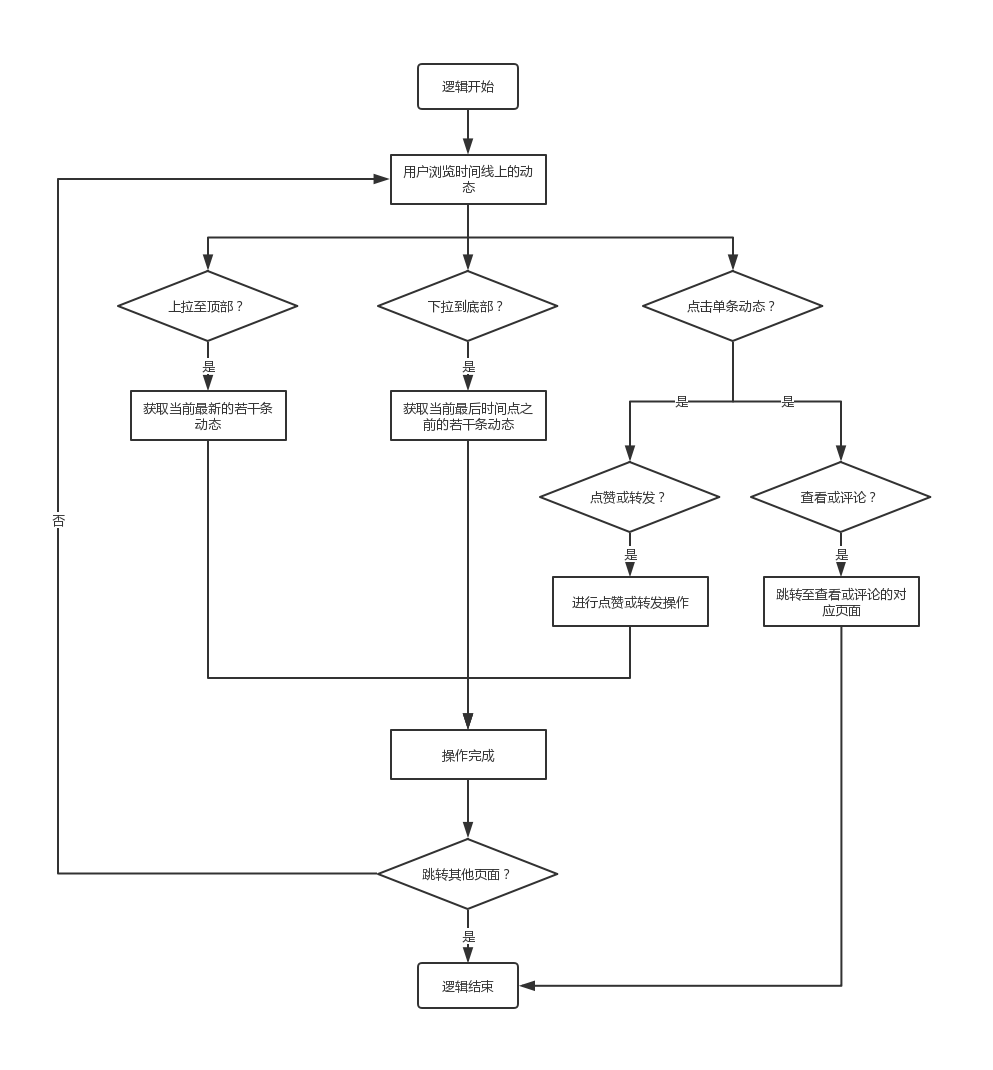 逻辑开始
用户浏览时间线上的动
态
上拉至顶部？
下拉到底部？
点击单条动态？
是
是
获取当前最新的若干条
动态
获取当前最后时间点之
前的若干条动态
是
是
点赞或转发？
查看或评论？
否
是
是
进行点赞或转发操作
跳转至查看或评论的对
应页面
操作完成
跳转其他页面？
是
逻辑结束